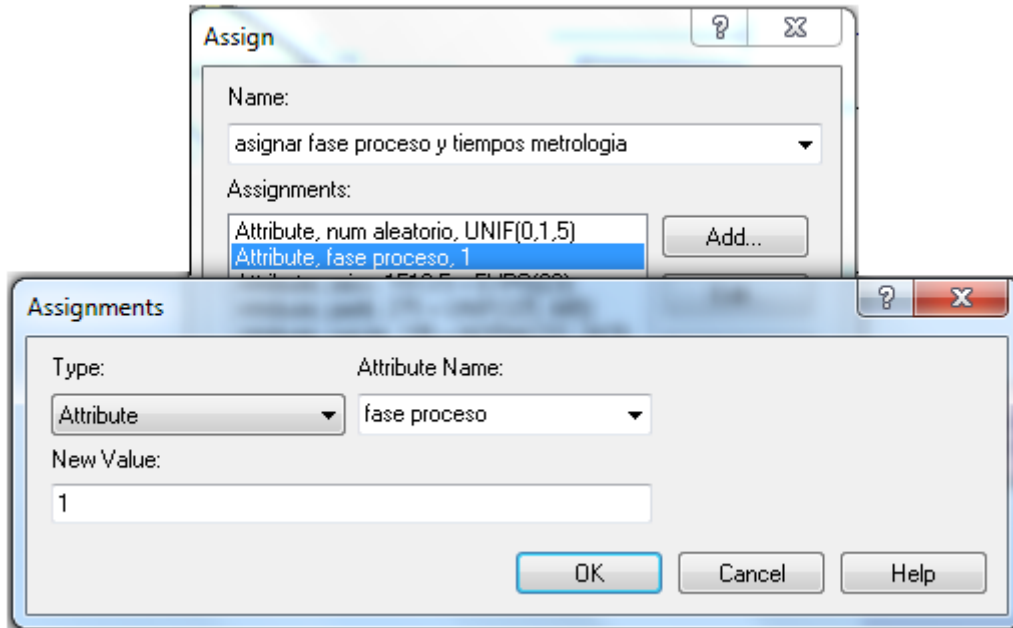 Assign
Name:
asignar fase proceso y tiempos metrologia
Assignments:
Attribute, num aleatorio, UNIF(0,1,5)
Add...
Attribute, fase proceso, 1
Assignments
Type:
Attribute Name:
Attribute
fase proceso
New Value:
1
OK
Cancel
Help